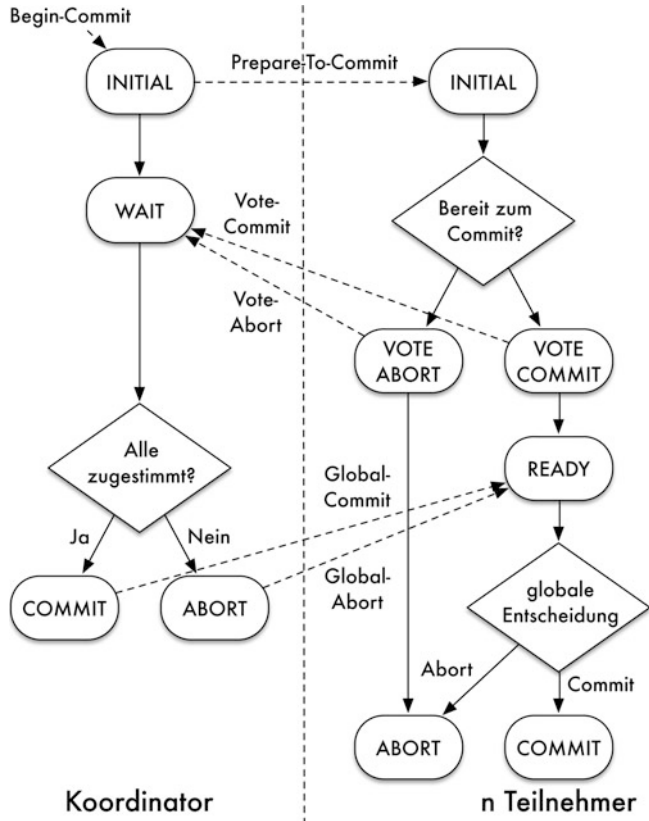 Begin-Commit
INITIAL
Prepare-To-Commit
INITIAL
WAIT
Vote-
Commit
Bereit zum
Commit?
Vote-
Abort
VOTE
ABORT
VOTE
COMMIT
Alle
zugestimmt?
Global-
Commit
READY
Ja
Nein
Global-
Abort
COMMIT
ABORT
globale
Entscheidung
Abort
Commit
ABORT
COMMIT
Koordinator
n Teilnehmer